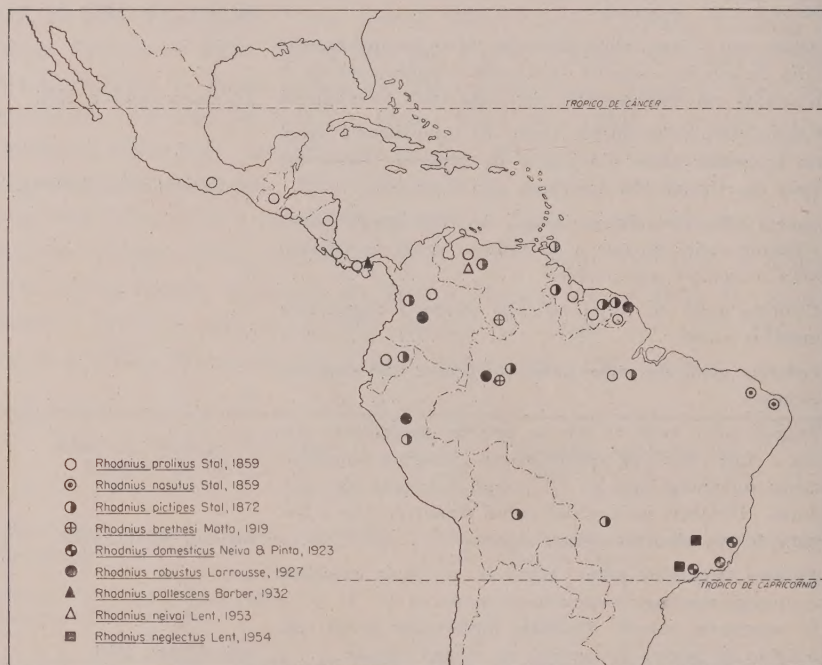 TRÓPICO DE CÂNCER
Rhodnius prolixus Stal, 1859
Rhodnius nasutus Stal, 1859
Rhodnius pictipes Stal, 1872
Rhodnius brethesi Matta, 1919
Rhodnius domesticus Neiva & Pinto, 1923
Rhodnius robustus Larrousse, 1927
Rhodnius pallescens Barber, 1932
Rhodnius neivai Lent, 1953
Rhodnius neglectus Lent, 1954
TRÓPICO DE CAPRICORNIO